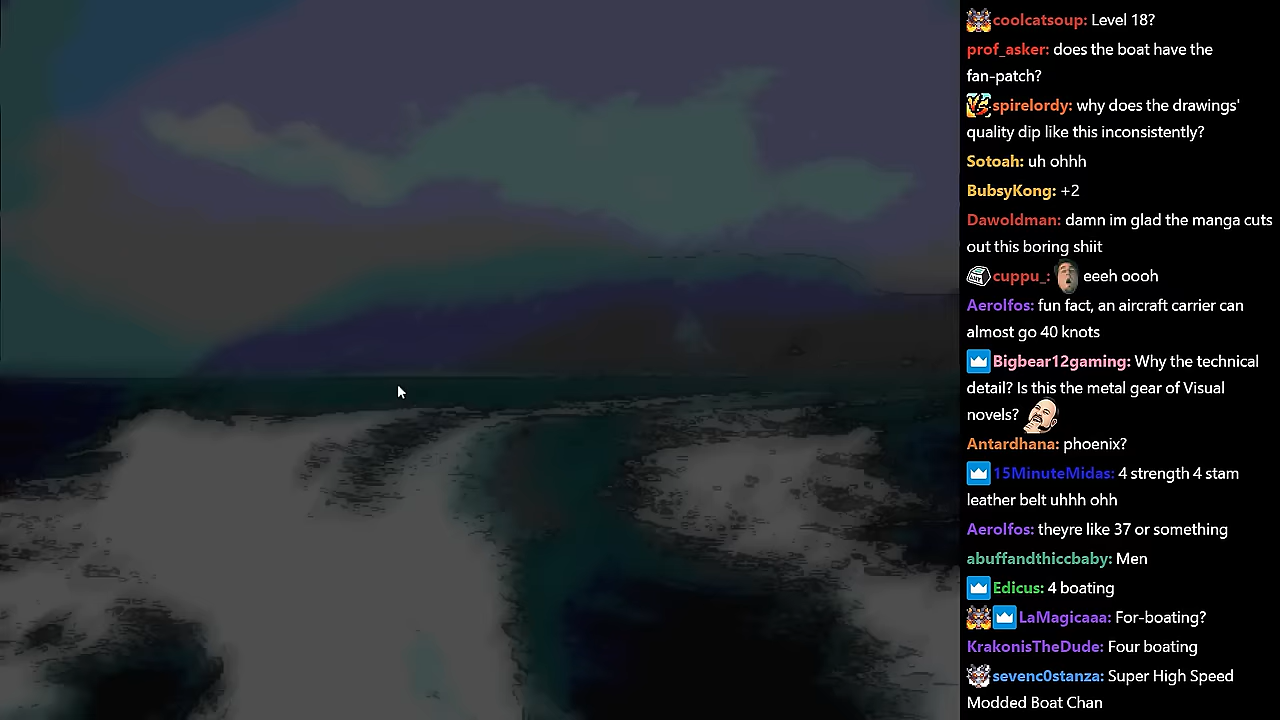 coolcatsoup: Level 18?
prof_asker: does the boat have the
fan-patch?
spirelordy: why does the drawings'
quality dip like this inconsistently?
Sotoah: uh ohhh
BubsyKong: +2
Dawoldman: damn im glad the manga cuts
out this boring shiit
cuppu_: eeeh oooh
Aerolfos: fun fact, an aircraft carrier can
almost go 40 knots
Bigbear12gaming: Why the technical
detail? Is this the metal gear of Visual
novels?
Antardhana: phoenix?
15MinuteMidas: 4 strength 4 stam
leather belt uhhh ohh
Aerolfos: theyre like 37 or something
abuffandthiccbaby: Men
Edicus: 4 boating
LaMagicaaa: For-boating?
KrakonisTheDude: Four boating
sevenc0stanza: Super High Speed
Modded Boat Chan